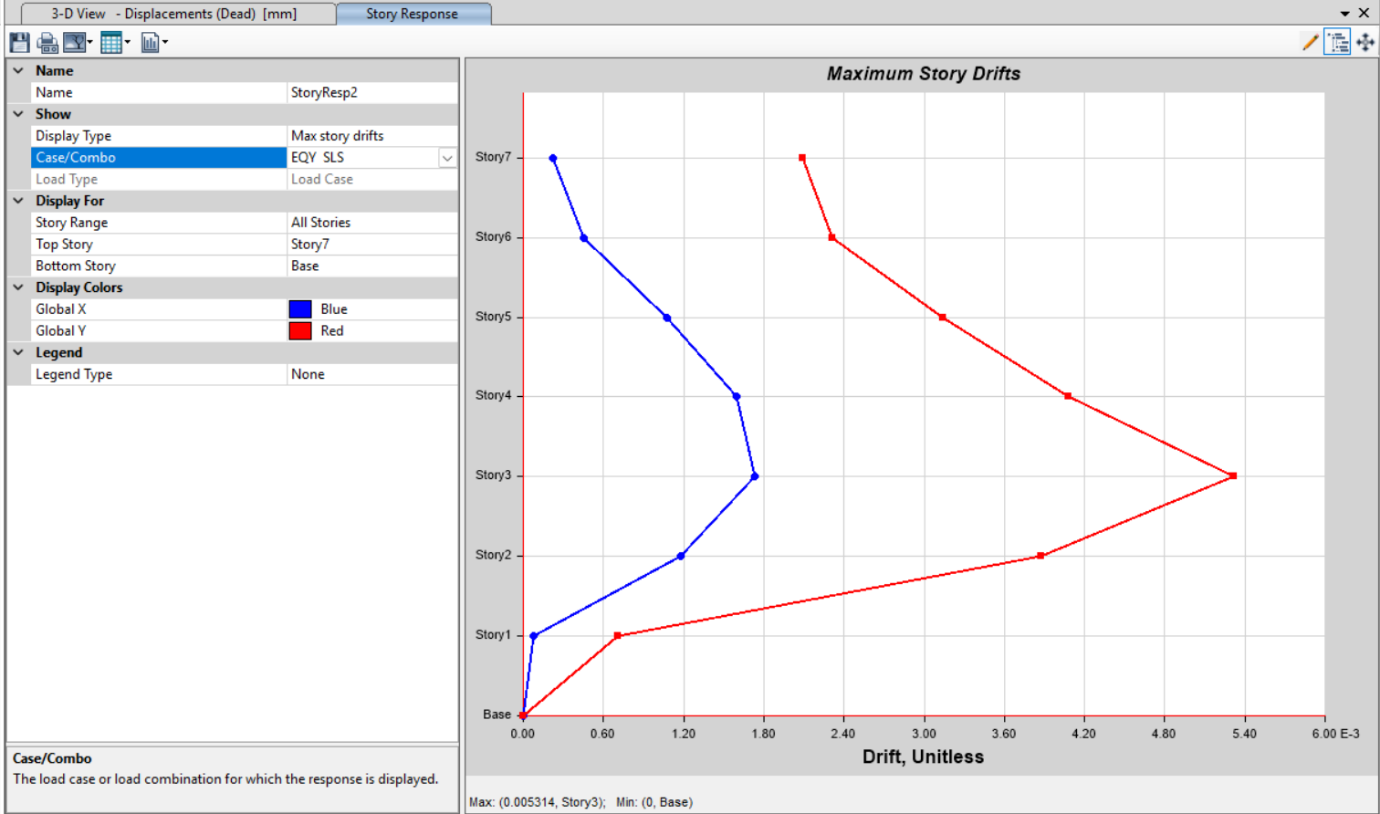 3-D View - Displacements (Dead) [mm]
Story Response
Name
Name StoryResp2
Show
Display Type Max story drifts
Case/Combo EQY SLS
Load Type Load Case
Display For
Story Range All Stories
Top Story Story7
Bottom Story Base
Display Colors
Global X Blue
Global Y Red
Legend
Legend Type None
Case/Combo
The load case or load combination for which the response is displayed.
Maximum Story Drifts
Story7
Story6
Story5
Story4
Story3
Story2
Story1
Base
0.00 0.60 1.20 1.80 2.40 3.00 3.60 4.20 4.80 5.40 6.00 E-3
Drift, Unitless
Max: (0.005314, Story3); Min: (0, Base)